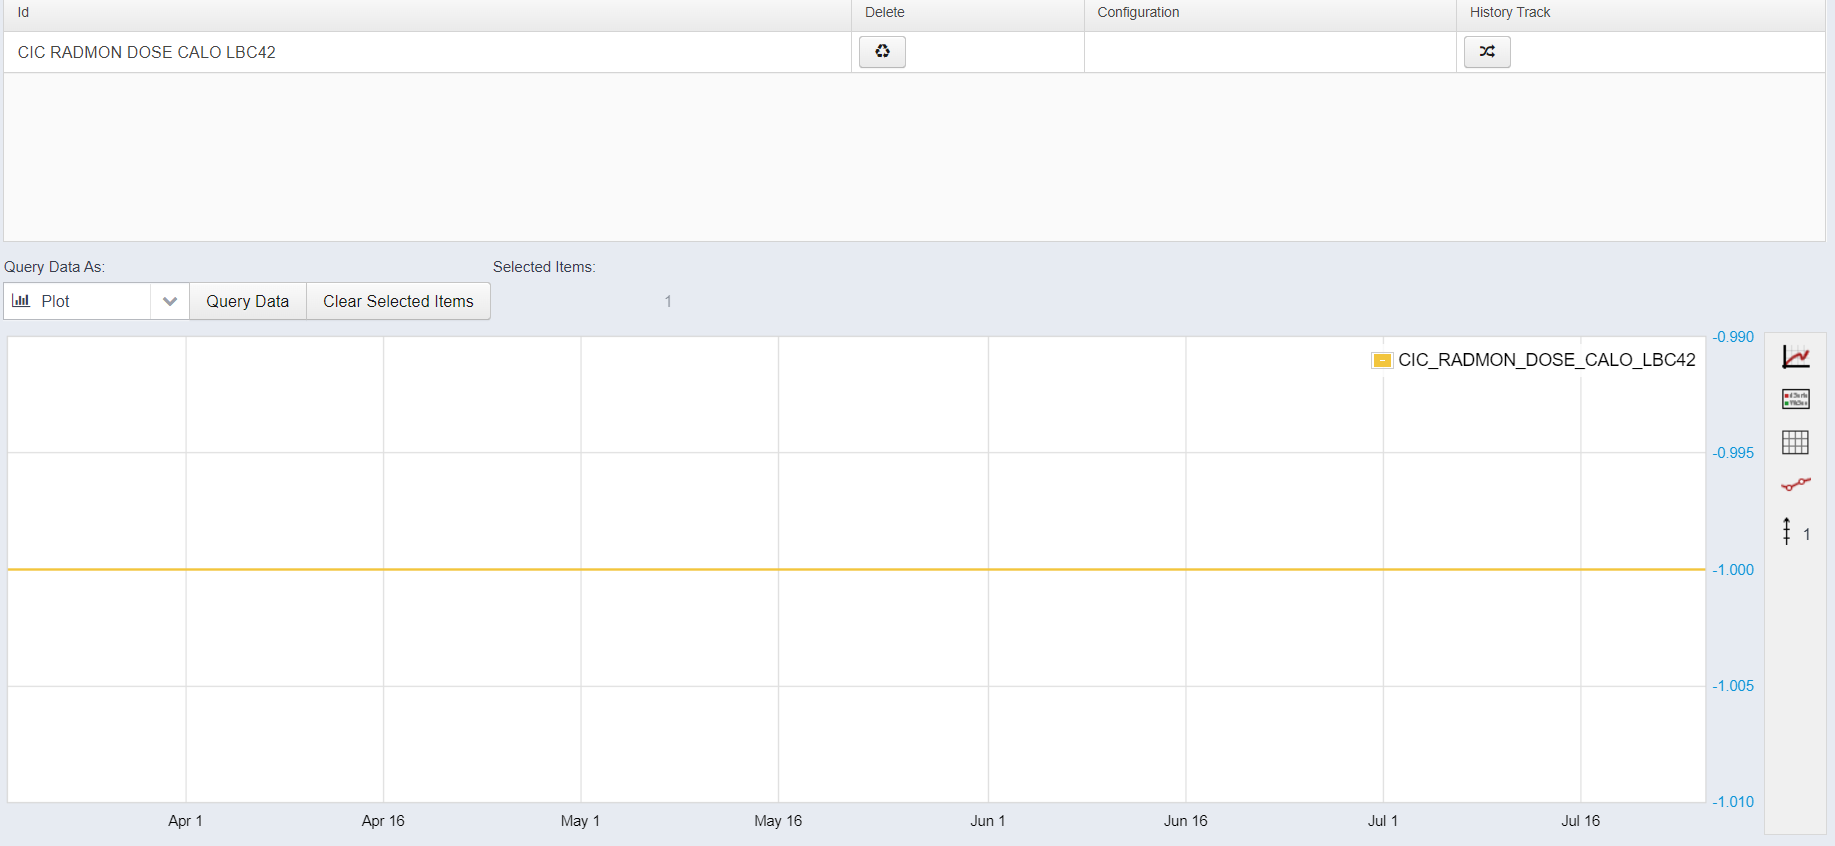 Id Delete Configuration History Track
CIC RADMON DOSE CALO LBC42
Query Data As: Selected Items:
Plot Query Data Clear Selected Items 1
CIC_RADMON_DOSE_CALO_LBC42
-0.990
-0.995
-1.000
-1.005
-1.010
1
Apr 1 Apr 16 May 1 May 16 Jun 1 Jun 16 Jul 1 Jul 16